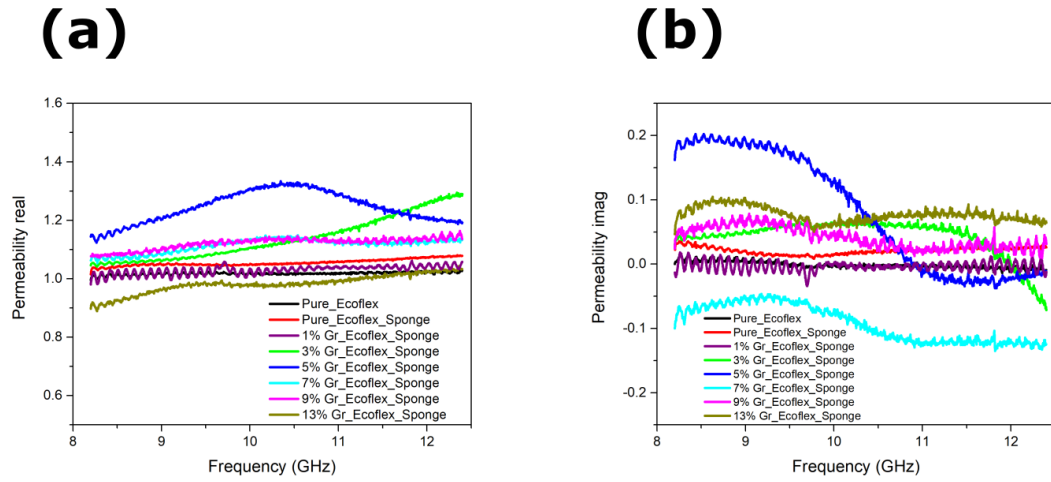 (a)
(b)
1.6
1.4
1.2
1.0
0.8
0.6
Permeability real
Pure_Ecoflex
Pure_Ecoflex_Sponge
1% Gr_Ecoflex_Sponge
3% Gr_Ecoflex_Sponge
5% Gr_Ecoflex_Sponge
7% Gr_Ecoflex_Sponge
9% Gr_Ecoflex_Sponge
13% Gr_Ecoflex_Sponge
8 9 10 11 12
Frequency (GHz)
0.2
0.1
0.0
-0.1
-0.2
Permeability imag
Pure_Ecoflex
Pure_Ecoflex_Sponge
1% Gr_Ecoflex_Sponge
3% Gr_Ecoflex_Sponge
5% Gr_Ecoflex_Sponge
7% Gr_Ecoflex_Sponge
9% Gr_Ecoflex_Sponge
13% Gr_Ecoflex_Sponge
8 9 10 11 12
Frequency (GHz)